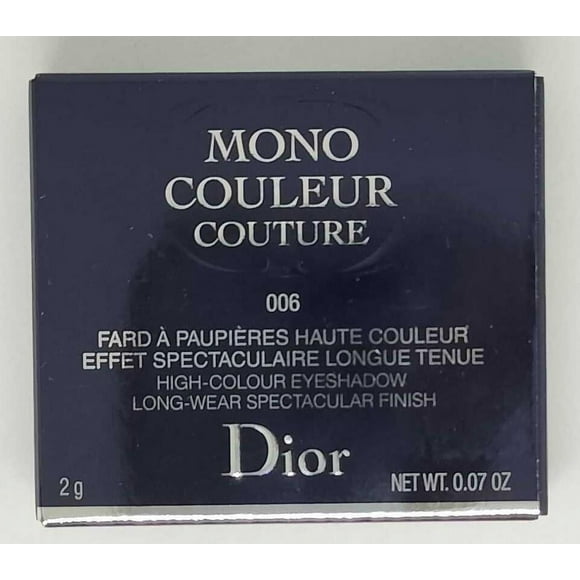 MONO
COULEUR
COUTURE
006
FARD À PAUPIÈRES HAUTE COULEUR
EFFET SPECTACULAIRE LONGUE TENUE
HIGH-COLOUR EYESHADOW
LONG-WEAR SPECTACULAR FINISH
Dior
2 g NET WT. 0.07 OZ